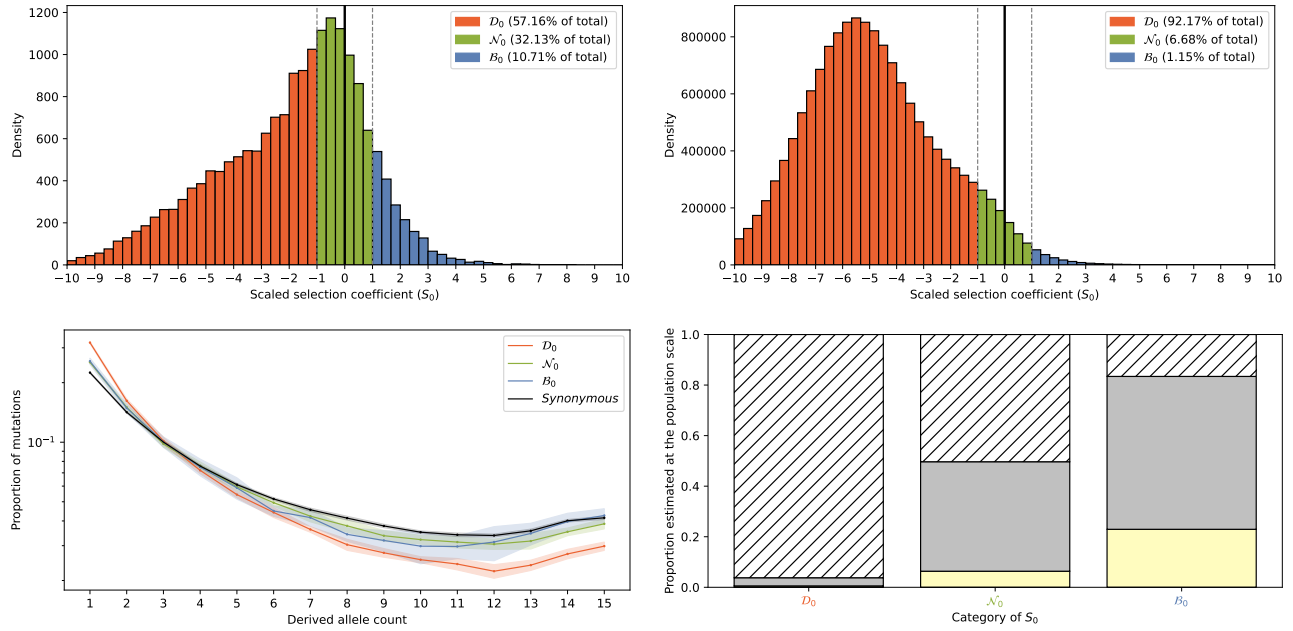 1200
1000
800
600
400
200
0
Density
𝒟₀ (57.16% of total)
𝒩₀ (32.13% of total)
ℬ₀ (10.71% of total)
−10 −9 −8 −7 −6 −5 −4 −3 −2 −1 0 1 2 3 4 5 6 7 8 9 10
Scaled selection coefficient (S₀)
800000
600000
400000
200000
0
Density
𝒟₀ (92.17% of total)
𝒩₀ (6.68% of total)
ℬ₀ (1.15% of total)
−10 −9 −8 −7 −6 −5 −4 −3 −2 −1 0 1 2 3 4 5 6 7 8 9 10
Scaled selection coefficient (S₀)
Proportion of mutations
10⁻¹
𝒟₀
𝒩₀
ℬ₀
Synonymous
1 2 3 4 5 6 7 8 9 10 11 12 13 14 15
Derived allele count
Proportion estimated at the population scale
1.0
0.8
0.6
0.4
0.2
0.0
𝒟₀ 𝒩₀ ℬ₀
Category of S₀